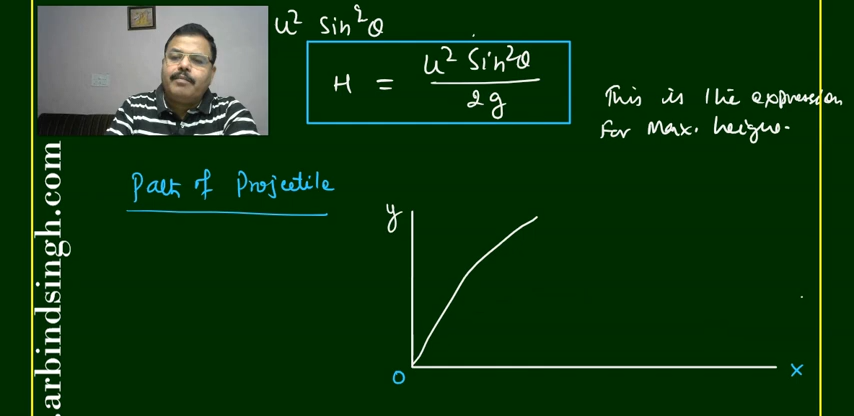 u² Sin²θ
H = u² Sin²θ / 2g
This is the expression
For Max. height.
Path of Projectile
y
O
X
.arbindsingh.com